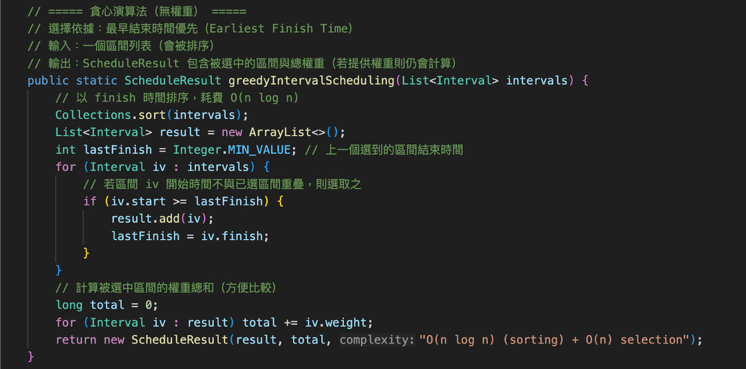 // ===== 貪心演算法（無權重） =====
// 選擇依據：最早結束時間優先（Earliest Finish Time）
// 輸入：一個區間列表（會被排序）
// 輸出：ScheduleResult 包含被選中的區間與總權重（若提供權重則仍會計算）
public static ScheduleResult greedyIntervalScheduling(List<Interval> intervals) {
    // 以 finish 時間排序，耗費 O(n log n)
    Collections.sort(intervals);
    List<Interval> result = new ArrayList<>();
    int lastFinish = Integer.MIN_VALUE; // 上一個選到的區間結束時間
    for (Interval iv : intervals) {
        // 若區間 iv 開始時間不與已選區間重疊，則選取之
        if (iv.start >= lastFinish) {
            result.add(iv);
            lastFinish = iv.finish;
        }
    }
    // 計算被選中區間的權重總和（方便比較）
    long total = 0;
    for (Interval iv : result) total += iv.weight;
    return new ScheduleResult(result, total, complexity: "O(n log n) (sorting) + O(n) selection");
}